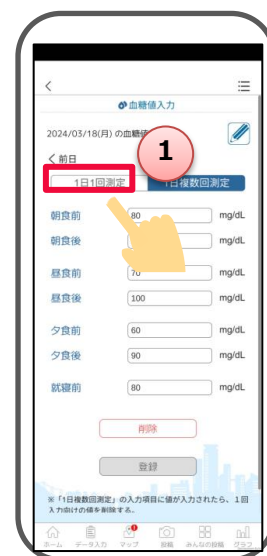 血糖値入力
2024/03/18(月) の血糖値
く 前日
1
1日1回測定
1日複数回測定
朝食前 80 mg/dL
朝食後 mg/dL
昼食前 70 mg/dL
昼食後 100 mg/dL
夕食前 60 mg/dL
夕食後 90 mg/dL
就寝前 80 mg/dL
削除
登録
※「1日複数回測定」の入力項目に値が入力されたら、1回
入力向けの値を削除する。
ホーム データ入力 マップ 投稿 みんなの投稿 グラフ